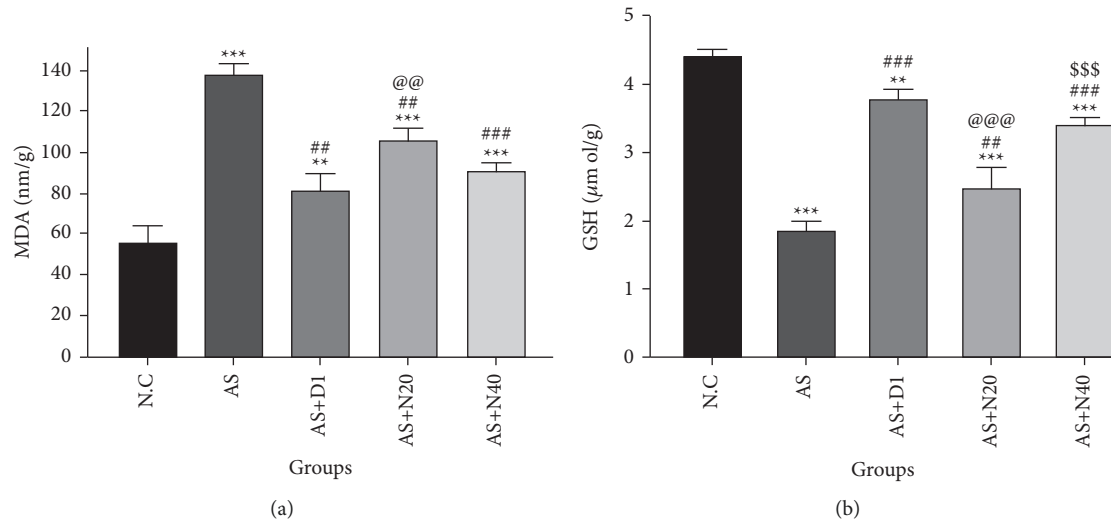 MDA (nm/g)
140
120
100
80
60
40
20
0
***
##
**
@@
##
***
###
***
N.C
AS
AS+D1
AS+N20
AS+N40
Groups
(a)
GSH (µm ol/g)
5
4
3
2
1
0
***
###
**
@@@
##
***
$$$
###
***
N.C
AS
AS+D1
AS+N20
AS+N40
Groups
(b)